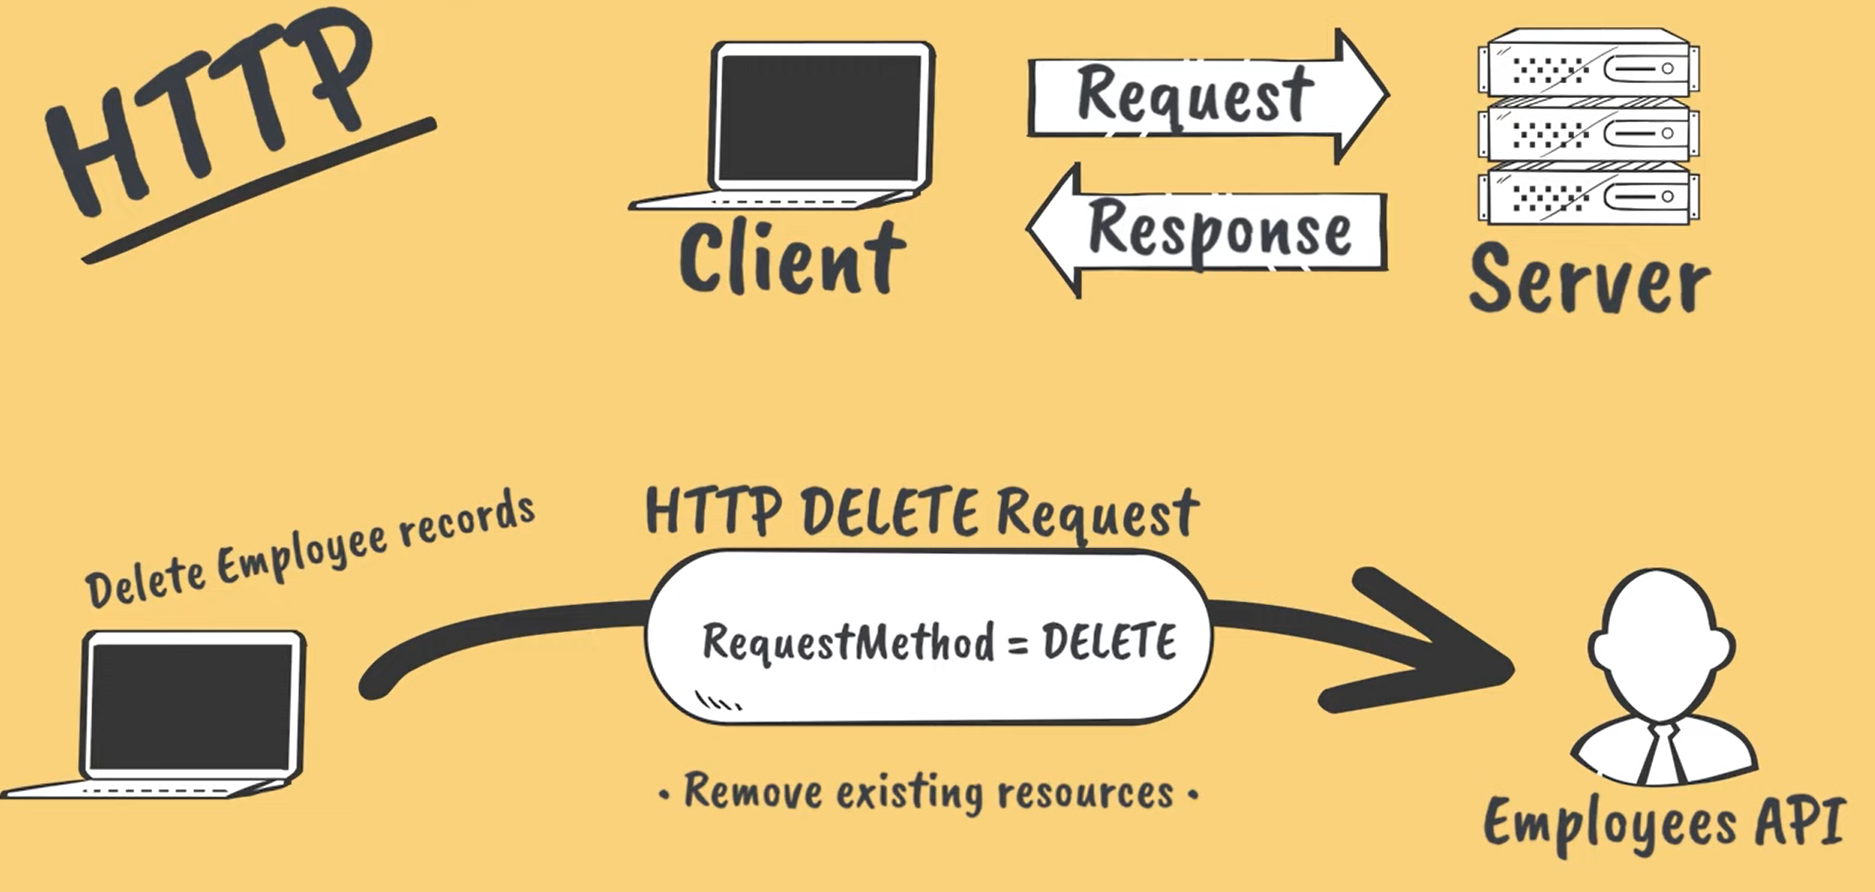 HTTP
Request
Response
Client
Server
Delete Employee records
HTTP DELETE Request
RequestMethod = DELETE
• Remove existing resources •
Employees API